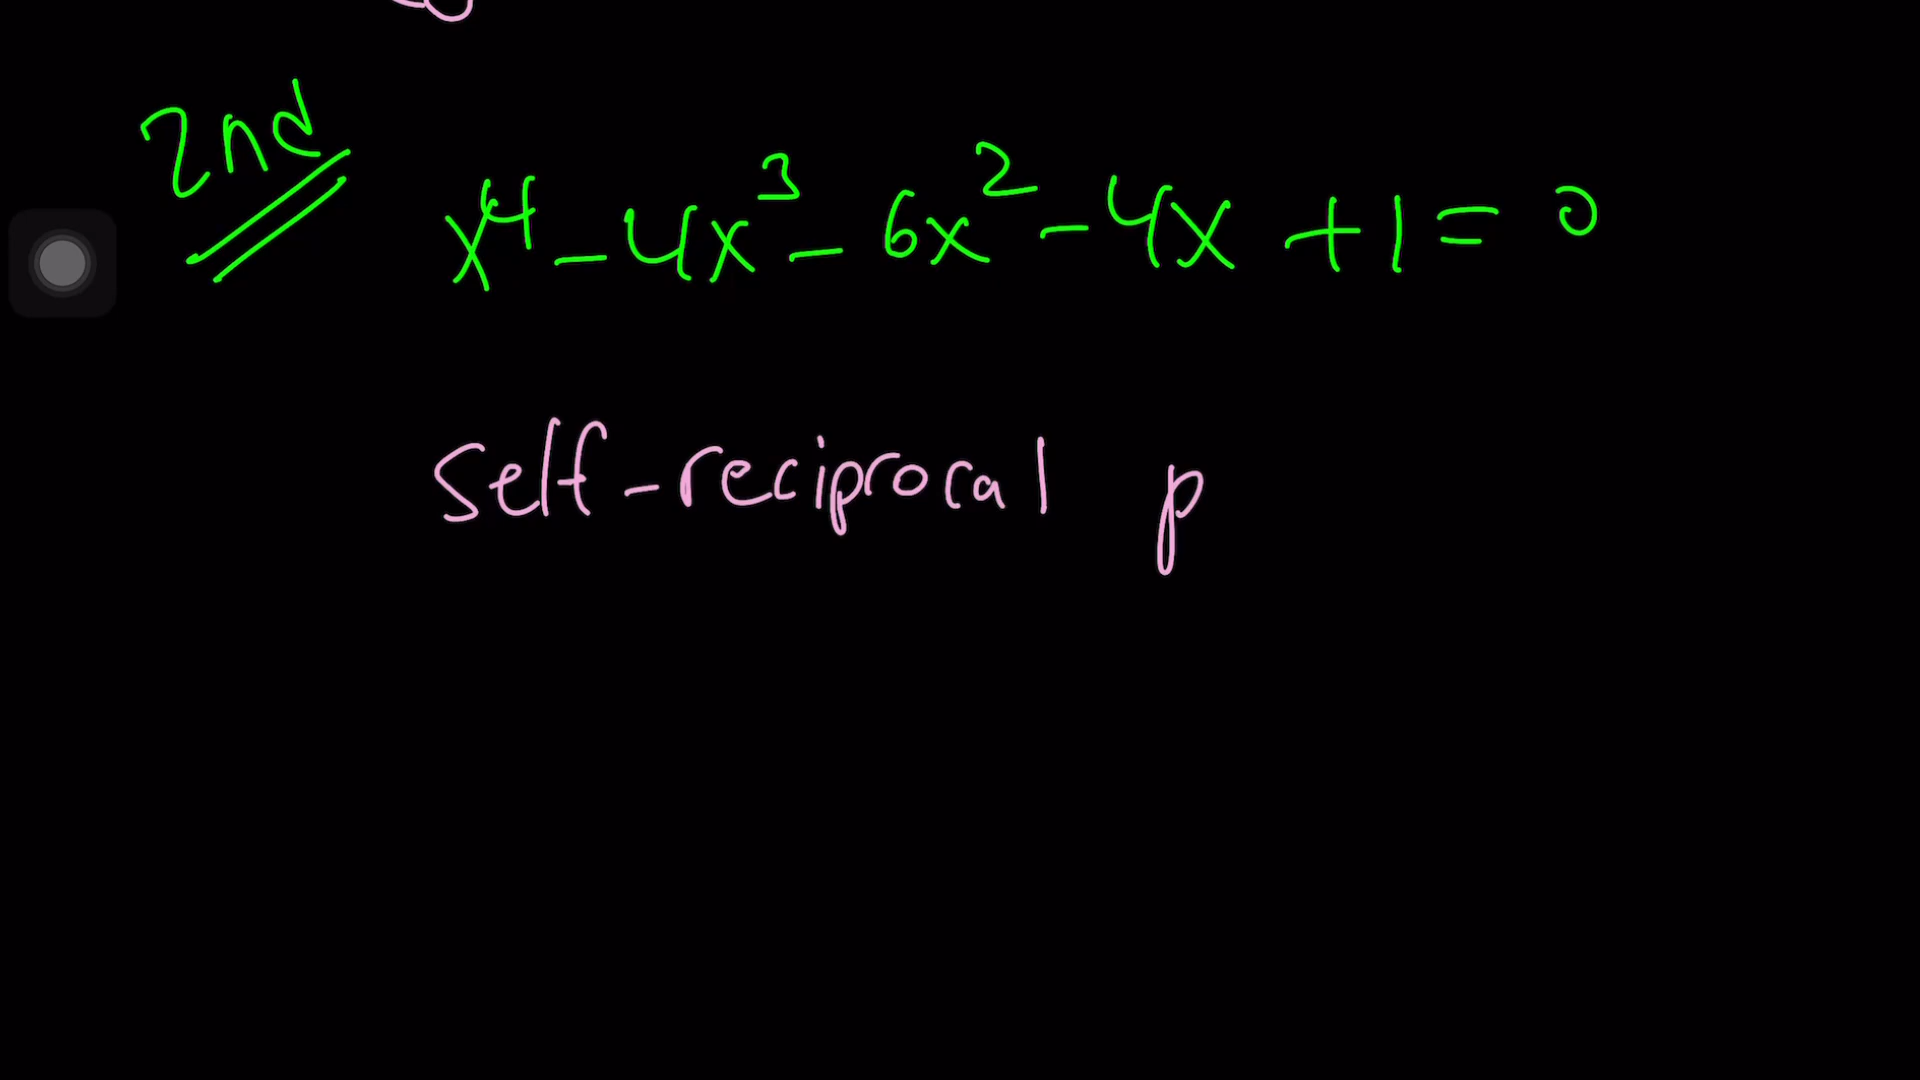 2nd
x⁴ - 4x³ - 6x² - 4x + 1 = 0
self-reciprocal p